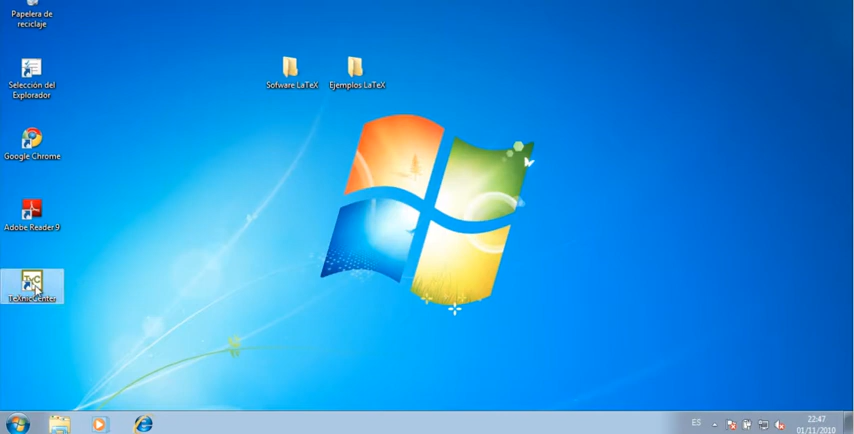 Papelera de
reciclaje
Selección del
Explorador
Google Chrome
Adobe Reader 9
TeXnicCenter
Sofware LaTeX
Ejemplos LaTeX
ES
22:47
01/11/2010